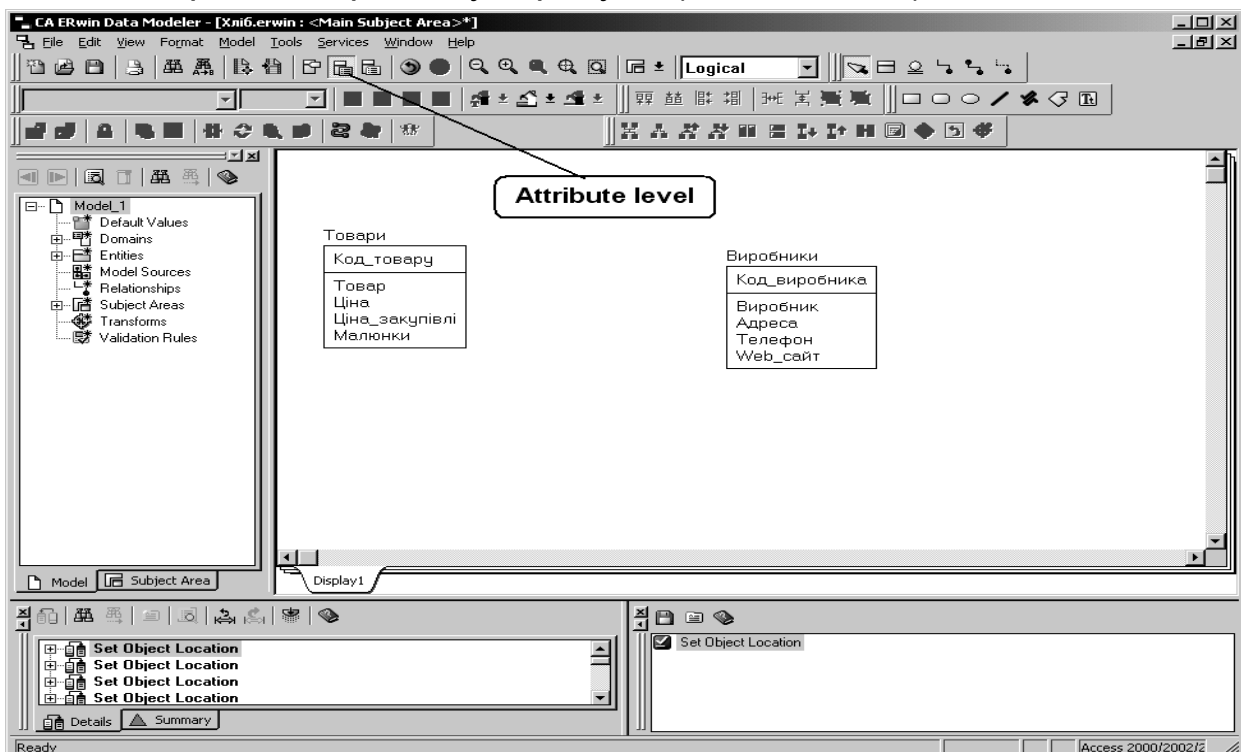 CA ERwin Data Modeler - [Хліб.erwin : <Main Subject Area>*]
File Edit View Format Model Tools Services Window Help
Logical
Attribute level
Model_1
Default Values
Domains
Entities
Model Sources
Relationships
Subject Areas
Transforms
Validation Rules
Товари
Код_товару
Товар
Ціна
Ціна_закупівлі
Малюнки
Виробники
Код_виробника
Виробник
Адреса
Телефон
Web_сайт
Model Subject Area
Display1
Set Object Location
Set Object Location
Set Object Location
Set Object Location
Details Summary
Set Object Location
Ready
Access 2000/2002/2